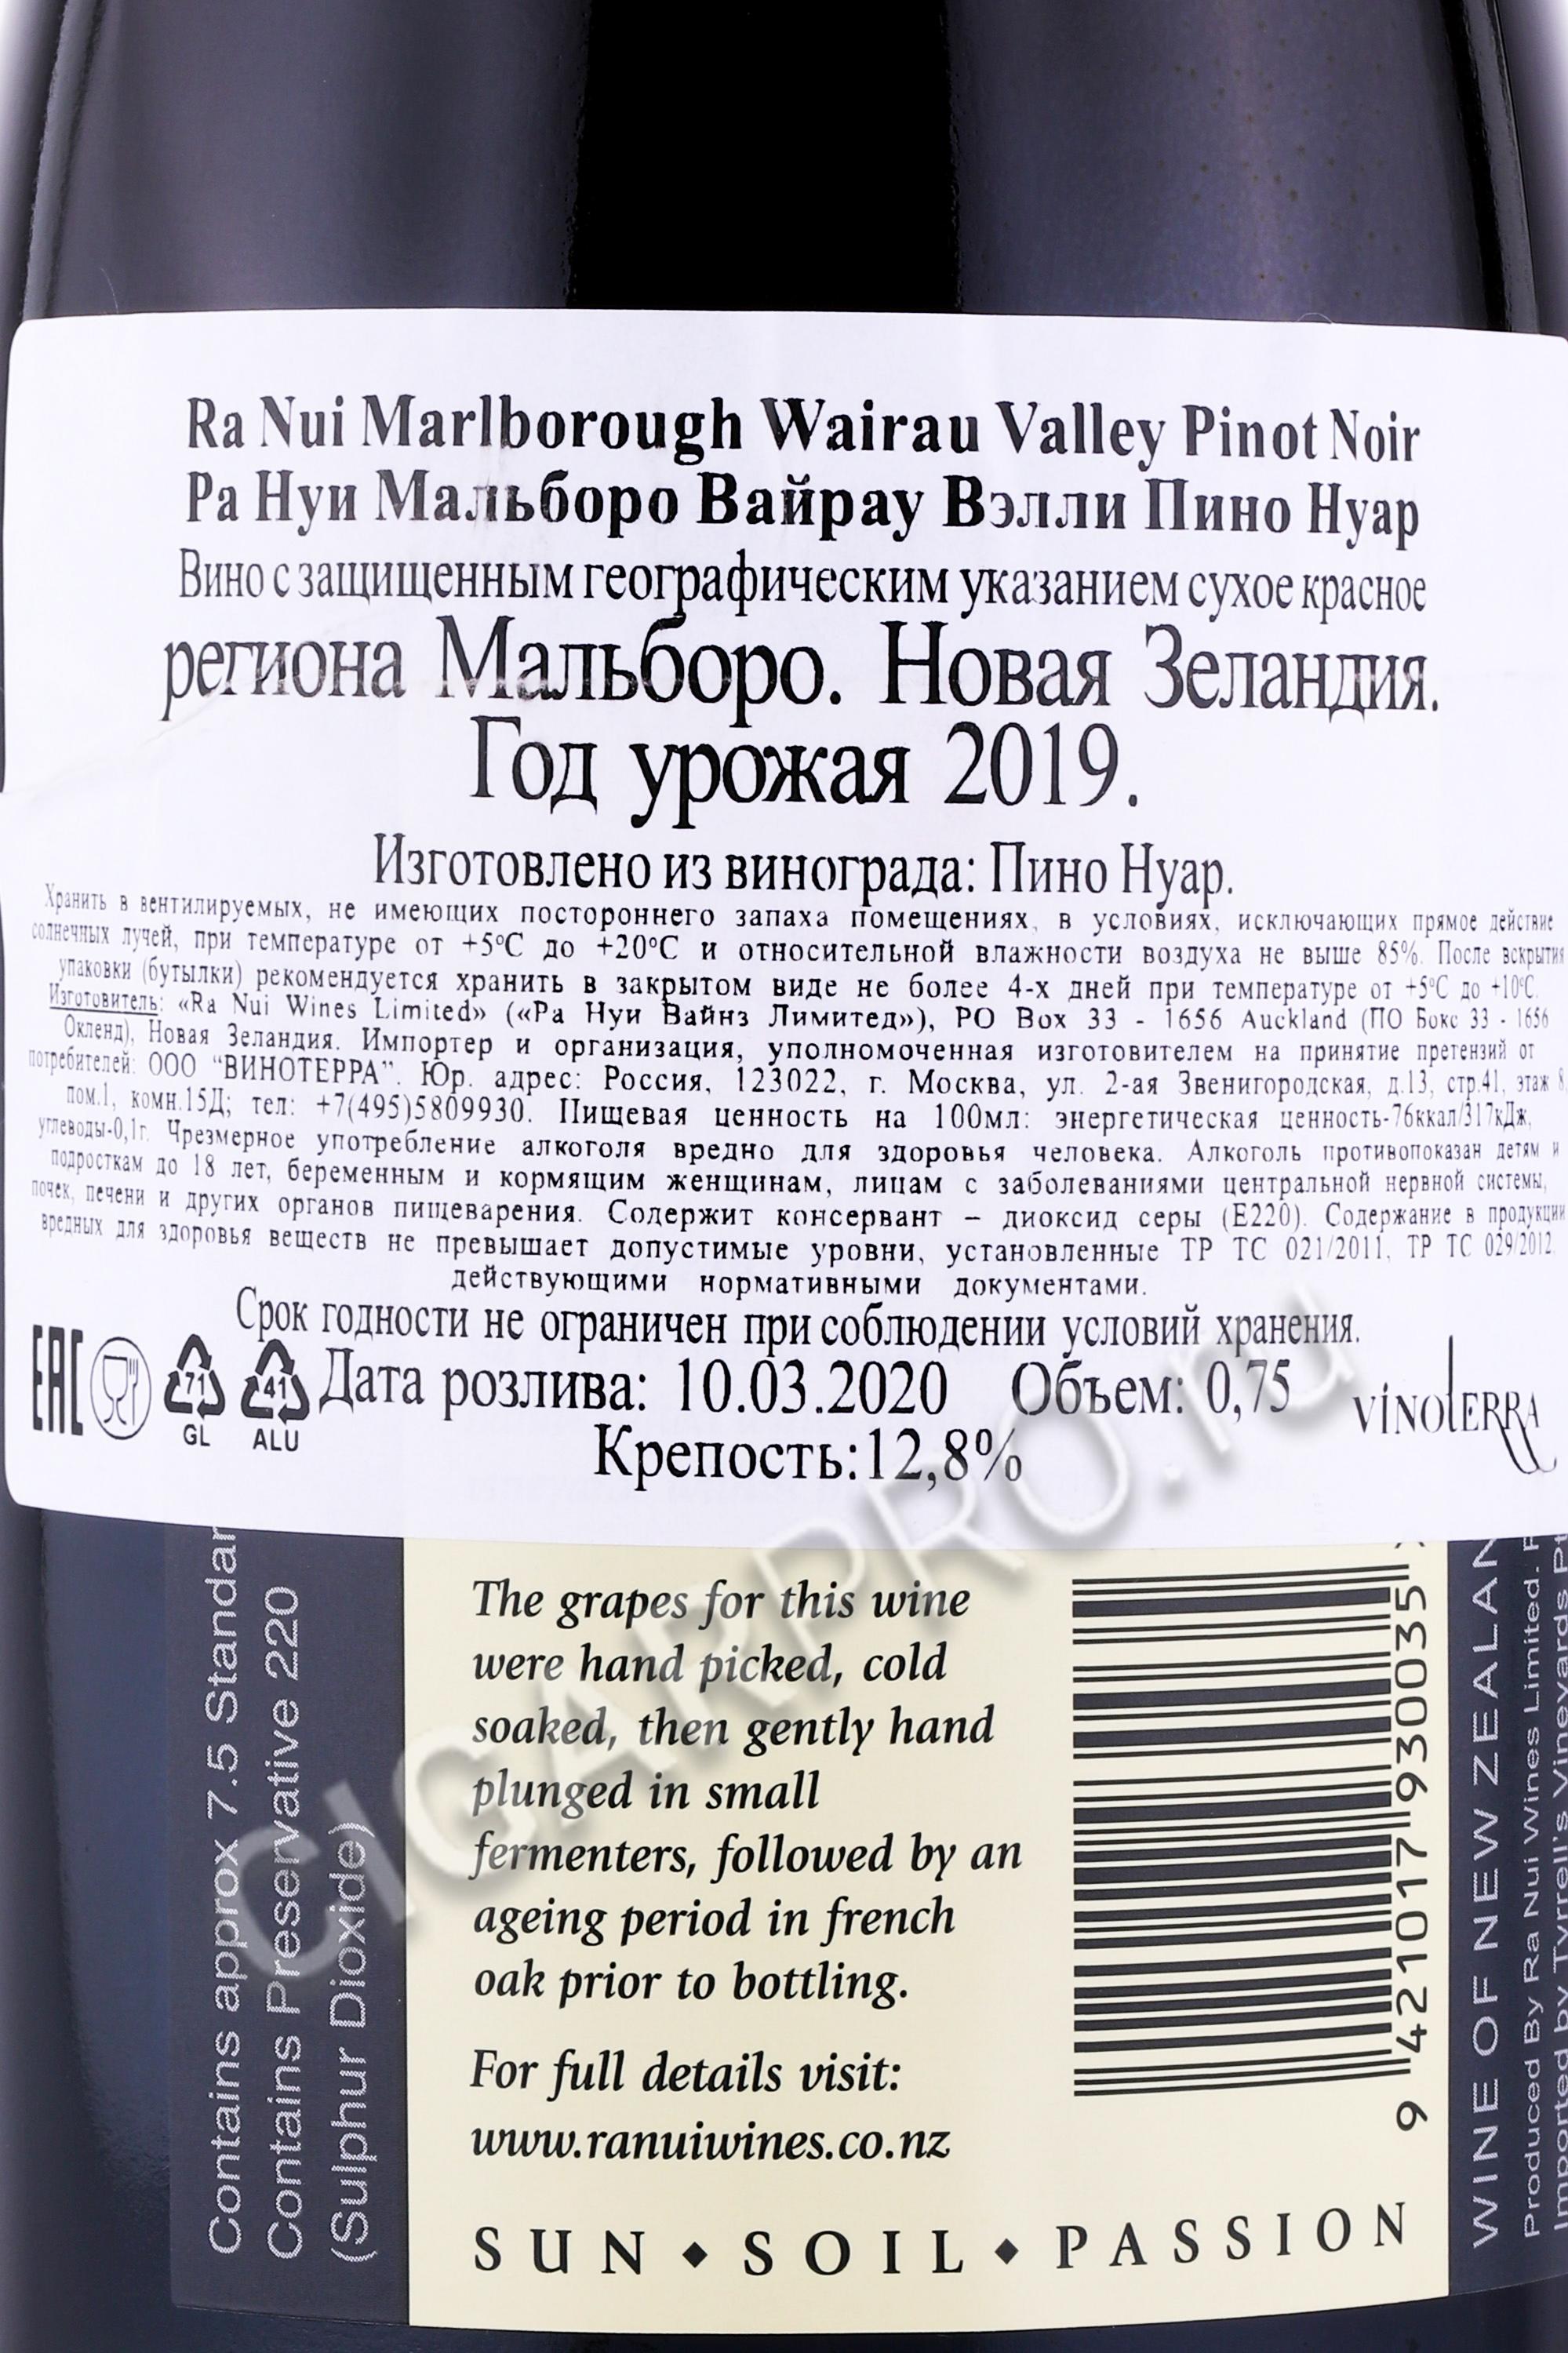 Ra Nui Marlborough Wairau Valley Pinot Noir
Ра Нуи Мальборо Вайрау Вэлли Пино Нуар
Вино с защищенным географическим указанием сухое красное
региона Мальборо. Новая Зеландия.
Год урожая 2019.
Изготовлено из винограда: Пино Нуар.
Хранить в вентилируемых, не имеющих постороннего запаха помещениях, в условиях, исключающих прямое действие
солнечных лучей, при температуре от +5°C до +20°C и относительной влажности воздуха не выше 85%. После вскрытия
упаковки (бутылки) рекомендуется хранить в закрытом виде не более 4-х дней при температуре от +5°C до +10°C.
Изготовитель: «Ra Nui Wines Limited» («Ра Нуи Вайнз Лимитед»), PO Box 33 - 1656 Auckland (ПО Бокс 33 - 1656
Окленд), Новая Зеландия. Импортер и организация, уполномоченная изготовителем на принятие претензий от
потребителей: ООО "ВИНОТЕРРА". Юр. адрес: Россия, 123022, г. Москва, ул. 2-ая Звенигородская, д.13, стр.41, этаж 8,
пом.1, комн.15Д; тел: +7(495)5809930. Пищевая ценность на 100мл: энергетическая ценность-76ккал/317кДж,
углеводы-0,1г. Чрезмерное употребление алкоголя вредно для здоровья человека. Алкоголь противопоказан детям и
подросткам до 18 лет, беременным и кормящим женщинам, лицам с заболеваниями центральной нервной системы,
почек, печени и других органов пищеварения. Содержит консервант – диоксид серы (E220). Содержание в продукции
вредных для здоровья веществ не превышает допустимые уровни, установленные ТР ТС 021/2011, ТР ТС 029/2012,
действующими нормативными документами.
Срок годности не ограничен при соблюдении условий хранения.
EAC 71 GL 41 ALU Дата розлива: 10.03.2020 Объем: 0,75 VINOTERRA
Крепость:12,8%
CIGARPRO.ru
Contains approx 7.5 Standar
Contains Preservative 220
(Sulphur Dioxide)
The grapes for this wine
were hand picked, cold
soaked, then gently hand
plunged in small
fermenters, followed by an
ageing period in french
oak prior to bottling.
For full details visit:
www.ranuiwines.co.nz
SUN ◆ SOIL ◆ PASSION
9 421017 930035 >
WINE OF NEW ZEALAN
Produced By Ra Nui Wines Limited.
Imported by Tyrrell's Vineyards